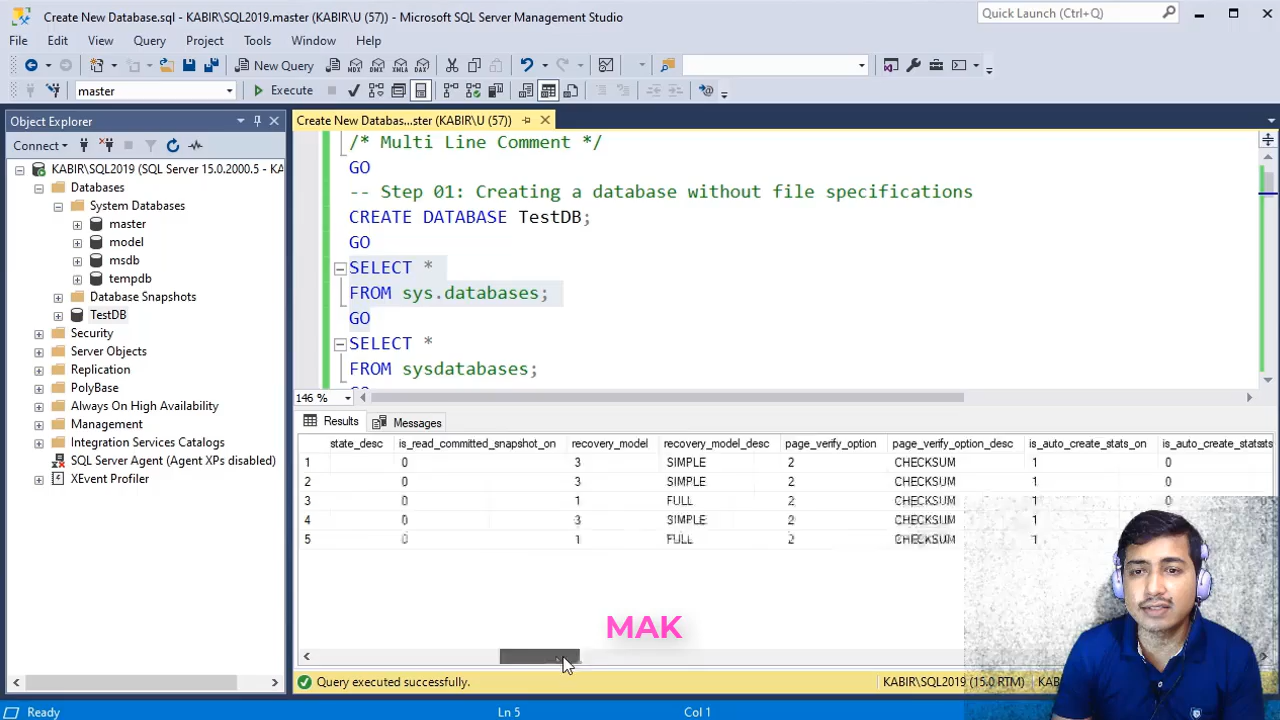 Create New Database.sql - KABIR\SQL2019.master (KABIR\U (57)) - Microsoft SQL Server Management Studio
Quick Launch (Ctrl+Q)
File Edit View Query Project Tools Window Help
New Query
MDX DMX XMLA DAX
master
Execute
Object Explorer
Create New Databas...ster (KABIR\U (57))
Connect
KABIR\SQL2019 (SQL Server 15.0.2000.5 - KA
Databases
System Databases
master
model
msdb
tempdb
Database Snapshots
TestDB
Security
Server Objects
Replication
PolyBase
Always On High Availability
Management
Integration Services Catalogs
SQL Server Agent (Agent XPs disabled)
XEvent Profiler
/* Multi Line Comment */
GO
-- Step 01: Creating a database without file specifications
CREATE DATABASE TestDB;
GO
SELECT *
FROM sys.databases;
GO
SELECT *
FROM sysdatabases;
GO
146 %
Results Messages
state_desc is_read_committed_snapshot_on recovery_model recovery_model_desc page_verify_option page_verify_option_desc is_auto_create_stats_on
1 0 3 SIMPLE 2 CHECKSUM 1 0
2 0 3 SIMPLE 2 CHECKSUM 1 0
3 0 1 FULL 2 CHECKSUM 1 0
4 0 3 SIMPLE 2 CHECKSUM 1
5 0 1 FULL 2 CHECKSUM 1
MAK
Query executed successfully.
KABIR\SQL2019 (15.0 RTM)
Ready
Ln 5
Col 1